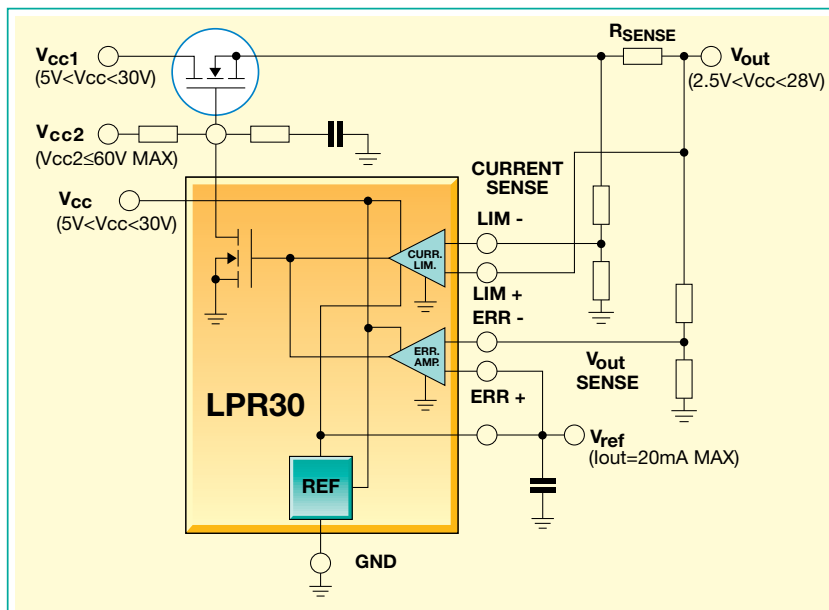 RSENSE
Vcc1
(5V<Vcc<30V)
Vout
(2.5V<Vcc<28V)
Vcc2
(Vcc2≤60V MAX)
CURRENT
SENSE
Vcc
(5V<Vcc<30V)
LIM -
CURR.
LIM.
LIM +
ERR -
ERR.
AMP.
Vout
SENSE
ERR +
LPR30
Vref
(Iout=20mA MAX)
REF
GND